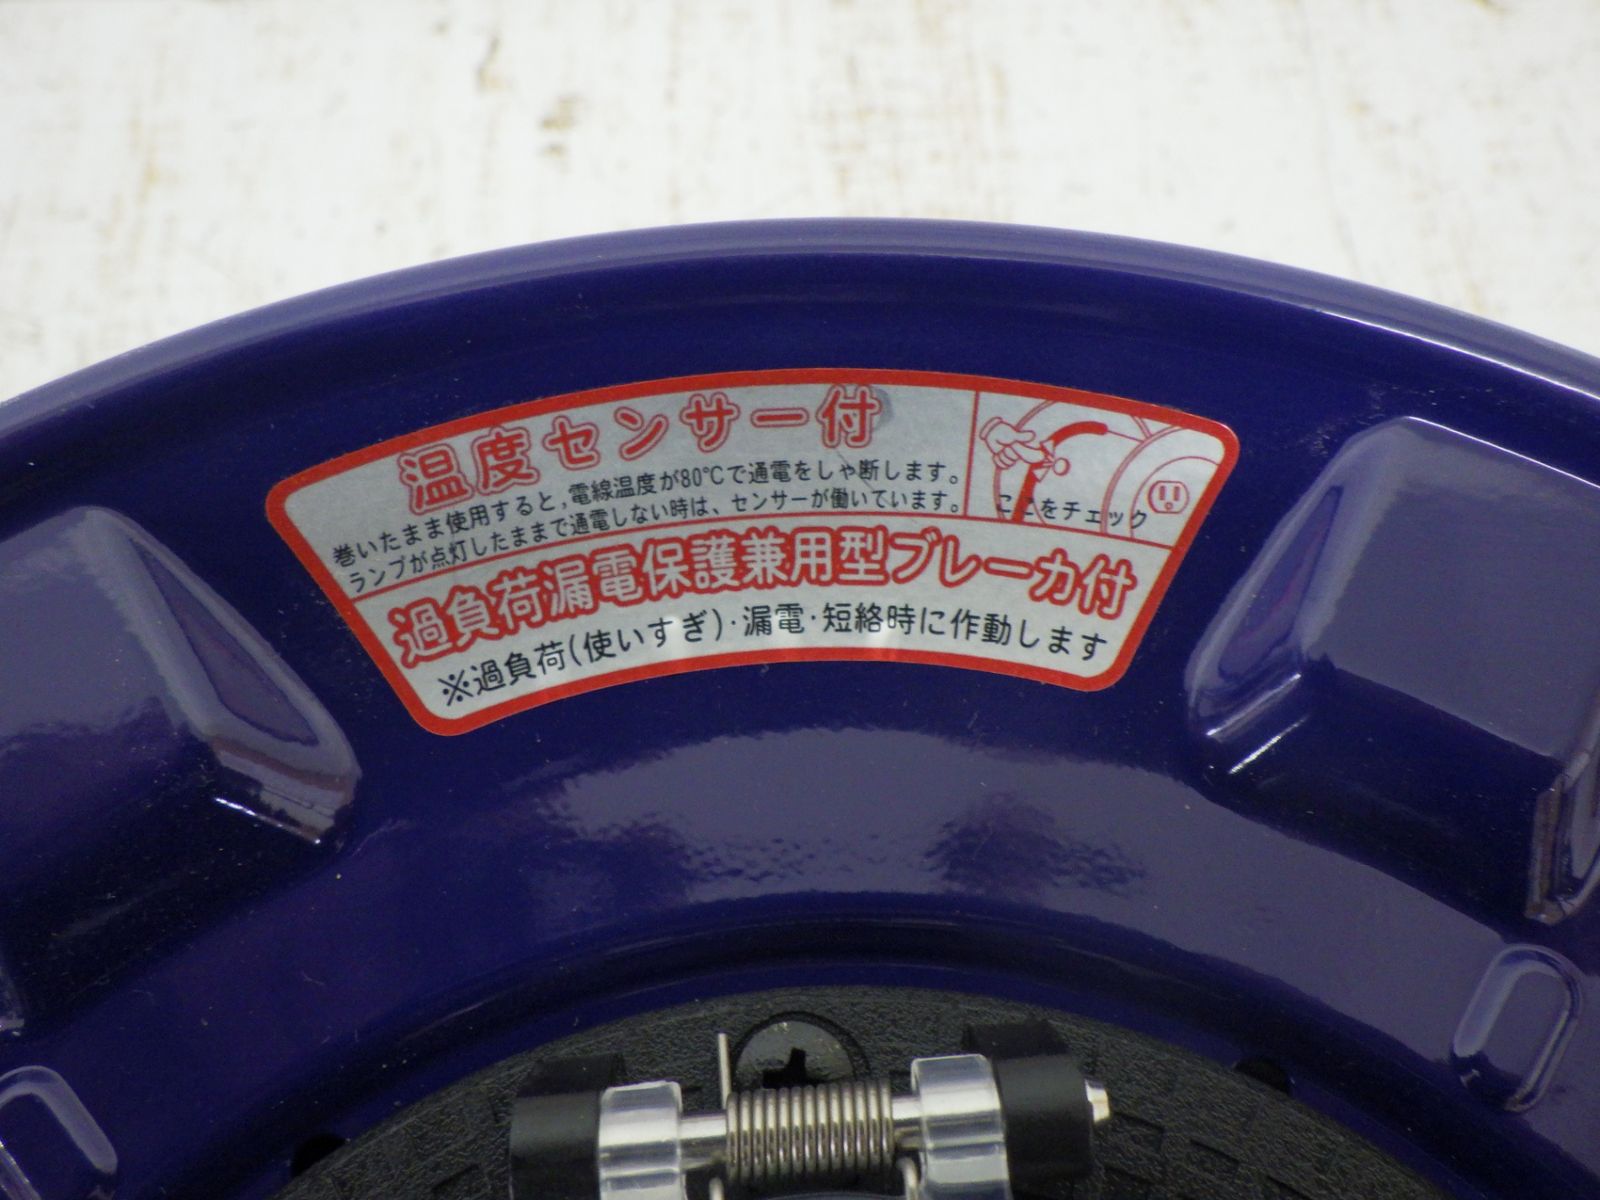 温度センサー付
巻いたまま使用すると,電線温度が80℃で通電をしゃ断します。
ランプが点灯したままで通電しない時は、センサーが働いています。
ここをチェック
過負荷漏電保護兼用型ブレーカ付
※過負荷(使いすぎ)・漏電・短絡時に作動します